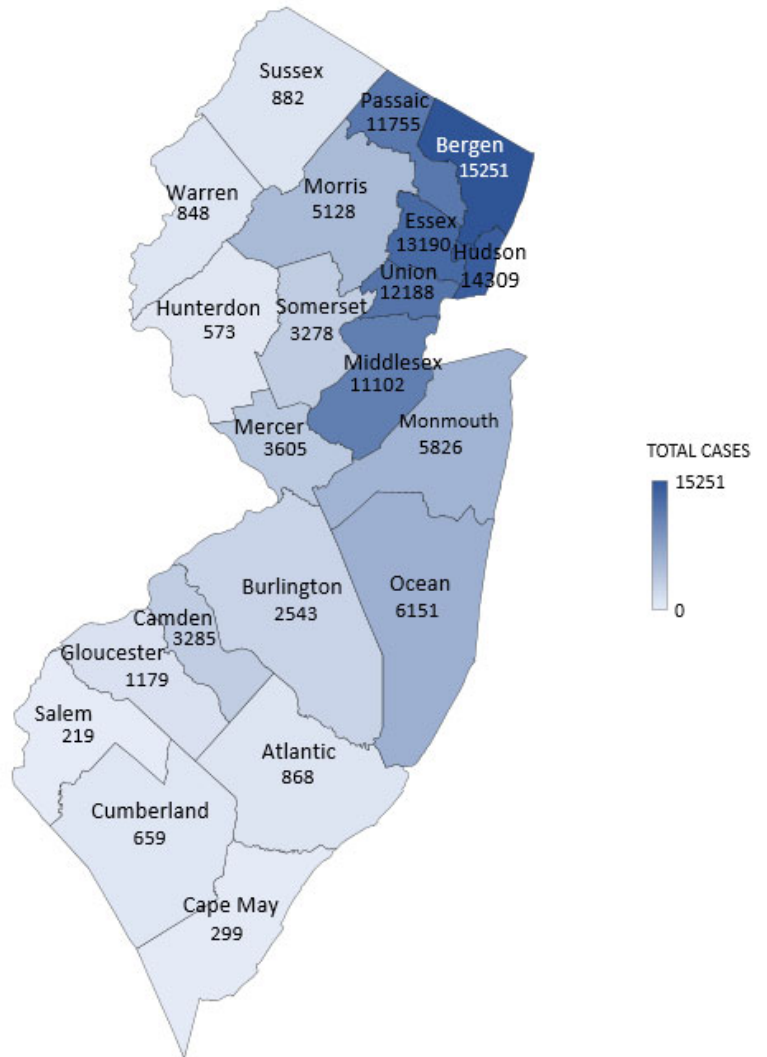 Sussex
882
Passaic
11755
Bergen
15251
Warren
848
Morris
5128
Essex
13190
Hudson
14309
Union
12188
Hunterdon
573
Somerset
3278
Middlesex
11102
Mercer
3605
Monmouth
5826
TOTAL CASES
15251
0
Burlington
2543
Ocean
6151
Camden
3285
Gloucester
1179
Salem
219
Atlantic
868
Cumberland
659
Cape May
299